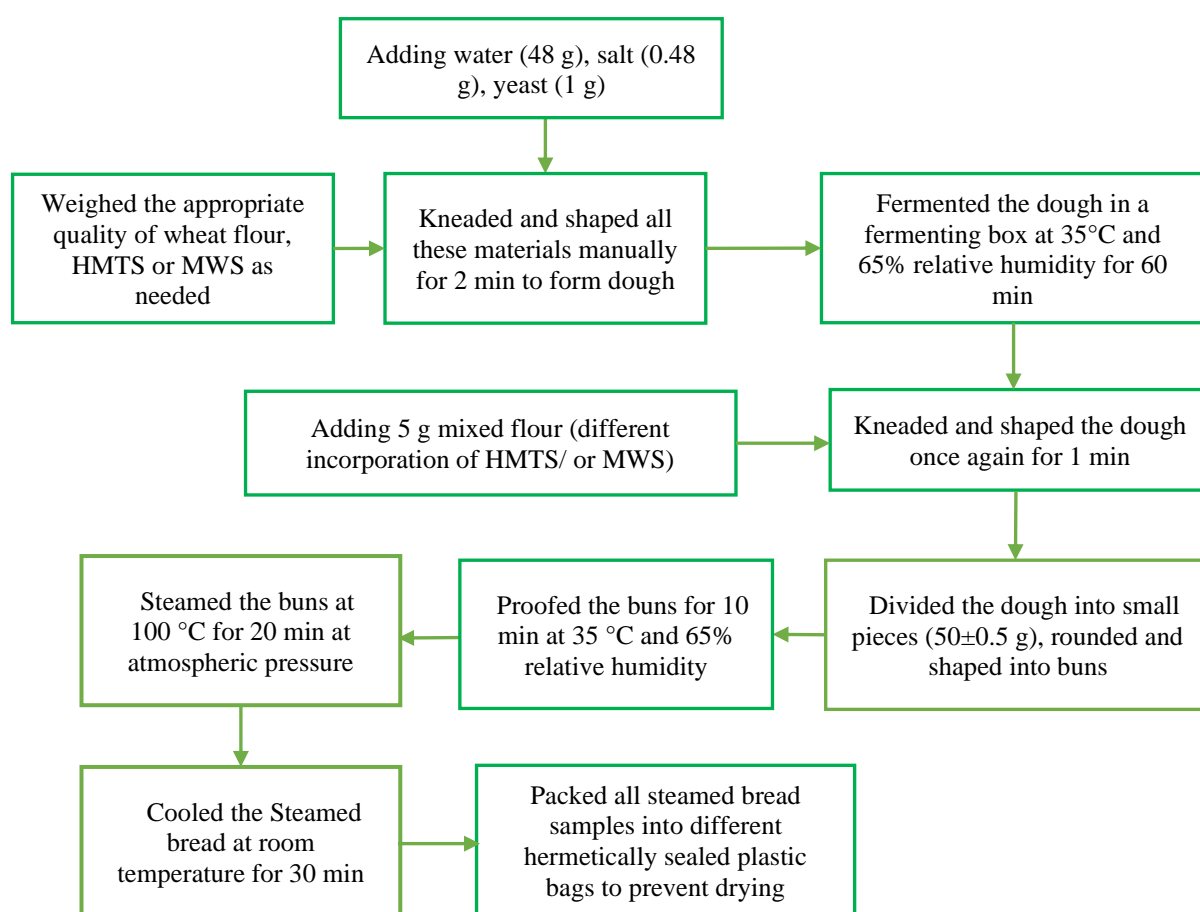 Adding water (48 g), salt (0.48
g), yeast (1 g)
Weighed the appropriate
quality of wheat flour,
HMTS or MWS as
needed
Kneaded and shaped all
these materials manually
for 2 min to form dough
Fermented the dough in a
fermenting box at 35°C and
65% relative humidity for 60
min
Adding 5 g mixed flour (different
incorporation of HMTS/ or MWS)
Kneaded and shaped the dough
once again for 1 min
Divided the dough into small
pieces (50±0.5 g), rounded and
shaped into buns
Proofed the buns for 10
min at 35 °C and 65%
relative humidity
Steamed the buns at
100 °C for 20 min at
atmospheric pressure
Cooled the Steamed
bread at room
temperature for 30 min
Packed all steamed bread
samples into different
hermetically sealed plastic
bags to prevent drying